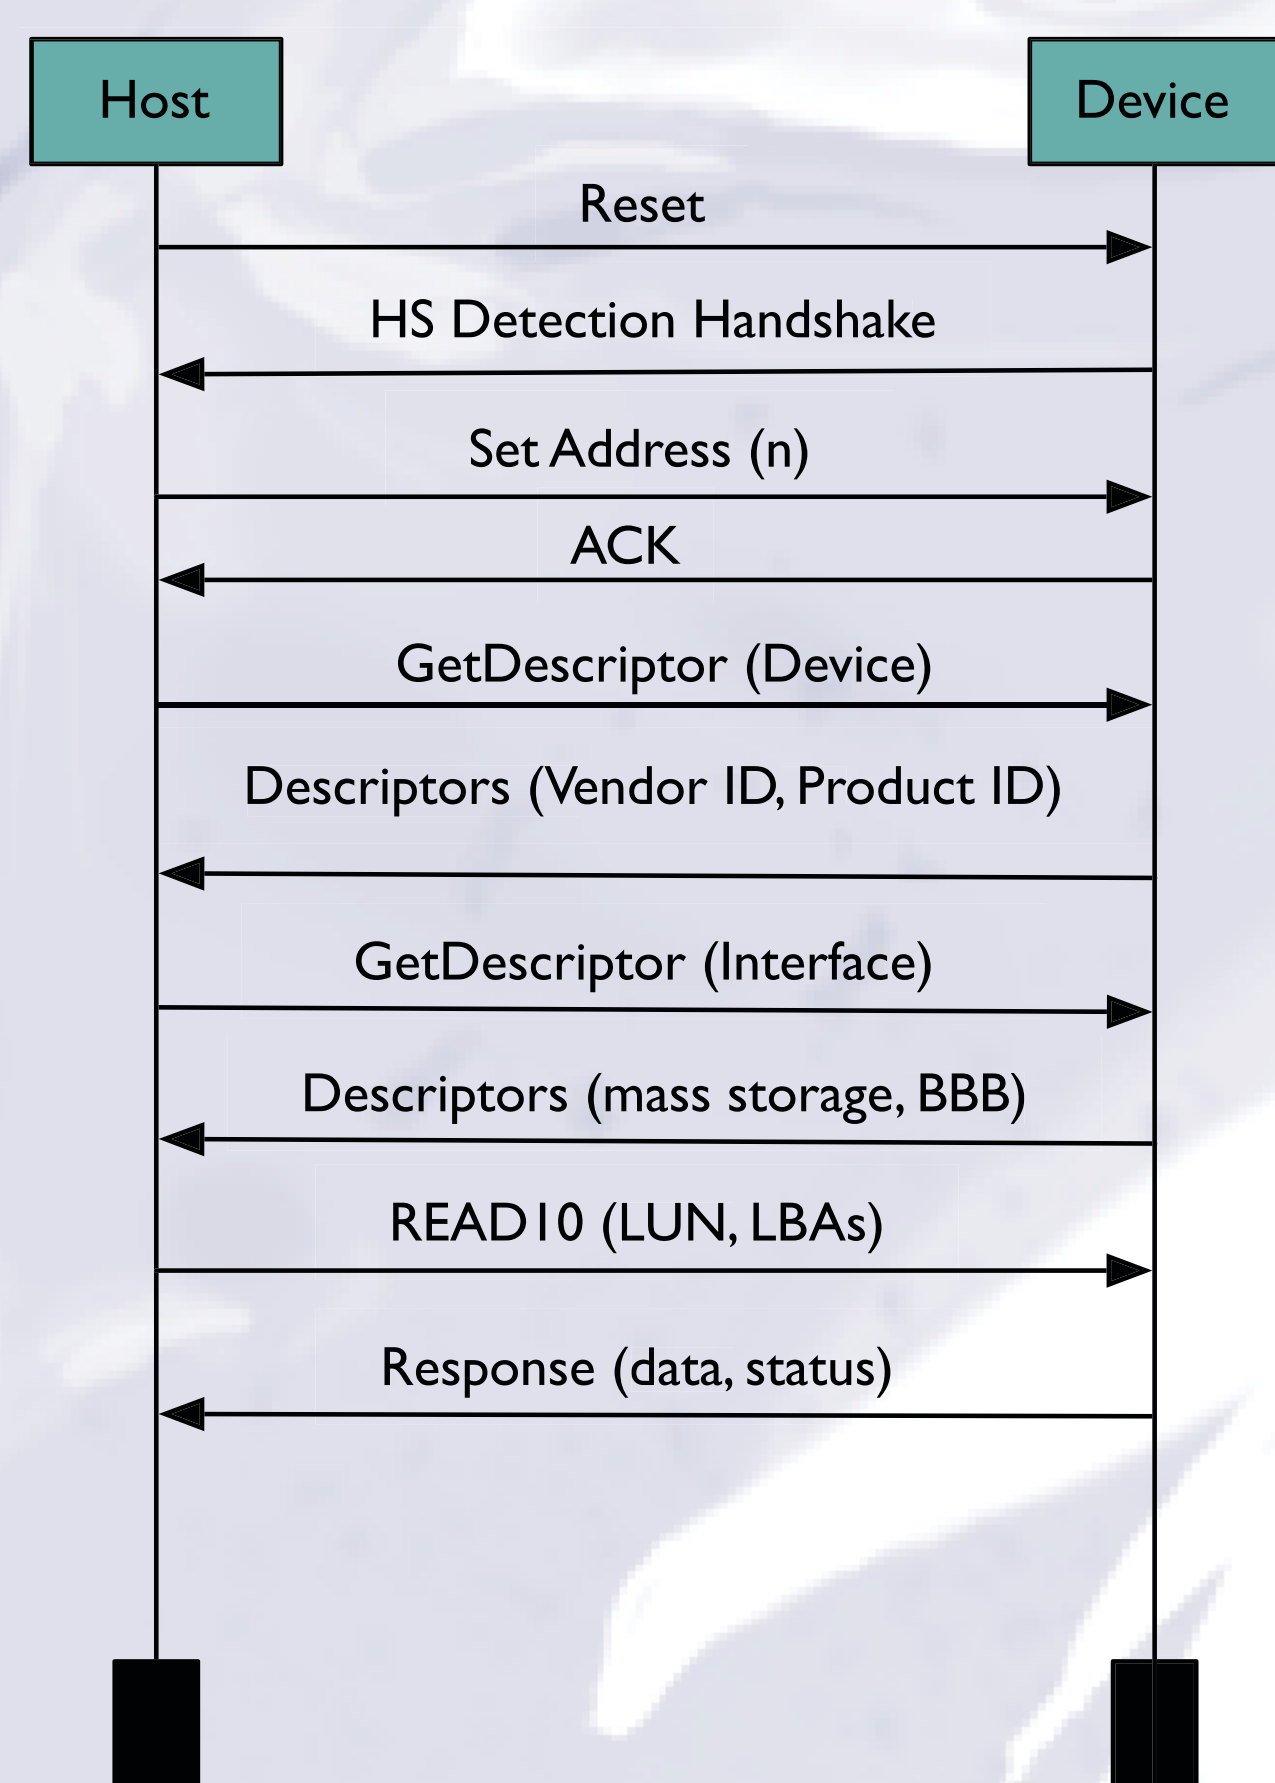 Host
Device
Reset
HS Detection Handshake
Set Address (n)
ACK
GetDescriptor (Device)
Descriptors (Vendor ID, Product ID)
GetDescriptor (Interface)
Descriptors (mass storage, BBB)
READ10 (LUN, LBAs)
Response (data, status)